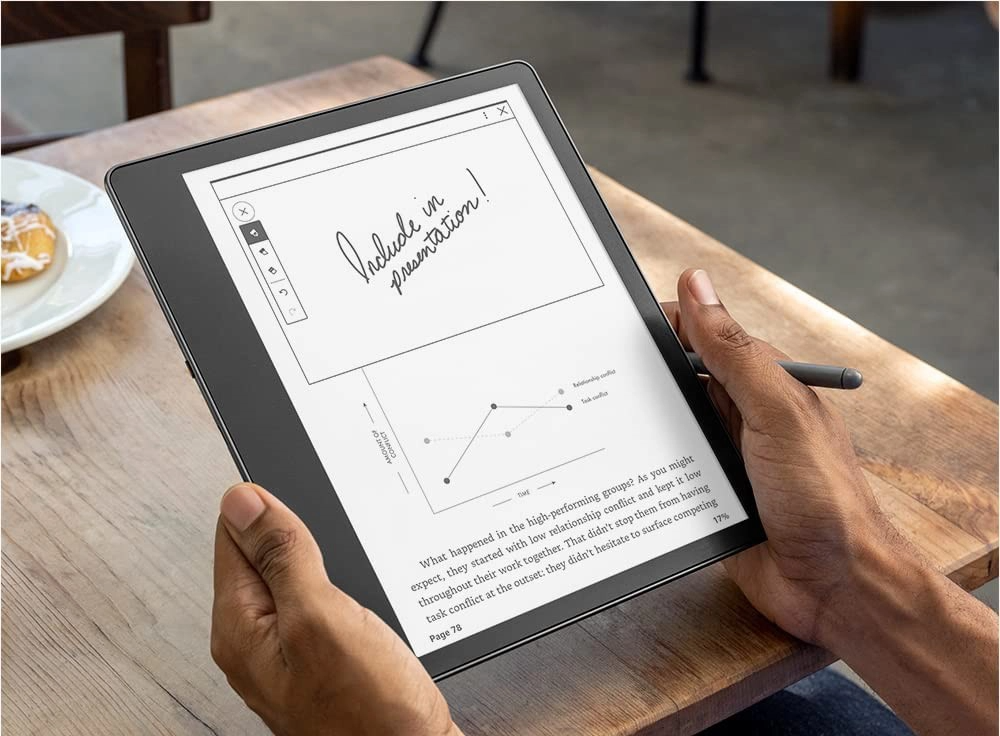 Include in
presentation!
Relationship conflict
Task conflict
AMOUNT OF
CONFLICT
TIME
What happened in the high-performing groups? As you might
expect, they started with low relationship conflict and kept it low
throughout their work together. That didn't stop them from having
task conflict at the outset: they didn't hesitate to surface competing
Page 78
17%